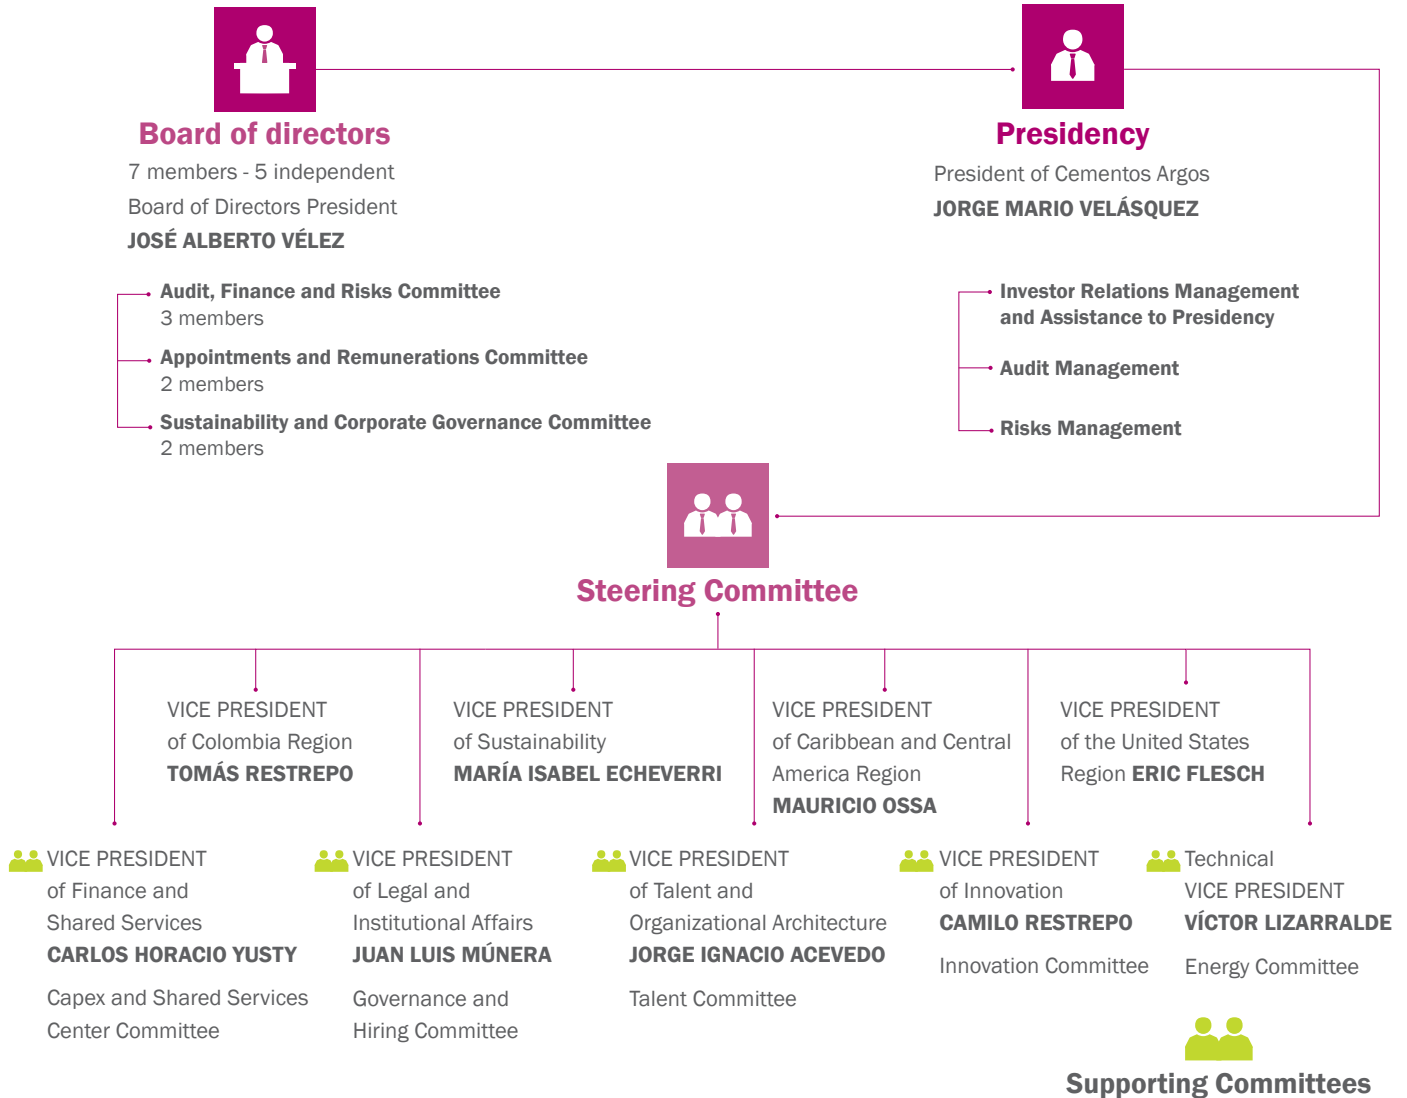 Board of directors
7 members - 5 independent
Board of Directors President
JOSÉ ALBERTO VÉLEZ
Audit, Finance and Risks Committee
3 members
Appointments and Remunerations Committee
2 members
Sustainability and Corporate Governance Committee
2 members
Presidency
President of Cementos Argos
JORGE MARIO VELÁSQUEZ
Investor Relations Management
and Assistance to Presidency
Audit Management
Risks Management
Steering Committee
VICE PRESIDENT
of Colombia Region
TOMÁS RESTREPO
VICE PRESIDENT
of Sustainability
MARÍA ISABEL ECHEVERRI
VICE PRESIDENT
of Caribbean and Central
America Region
MAURICIO OSSA
VICE PRESIDENT
of the United States
Region ERIC FLESCH
VICE PRESIDENT
of Finance and
Shared Services
CARLOS HORACIO YUSTY
Capex and Shared Services
Center Committee
VICE PRESIDENT
of Legal and
Institutional Affairs
JUAN LUIS MÚNERA
Governance and
Hiring Committee
VICE PRESIDENT
of Talent and
Organizational Architecture
JORGE IGNACIO ACEVEDO
Talent Committee
VICE PRESIDENT
of Innovation
CAMILO RESTREPO
Innovation Committee
Technical
VICE PRESIDENT
VÍCTOR LIZARRALDE
Energy Committee
Supporting Committees